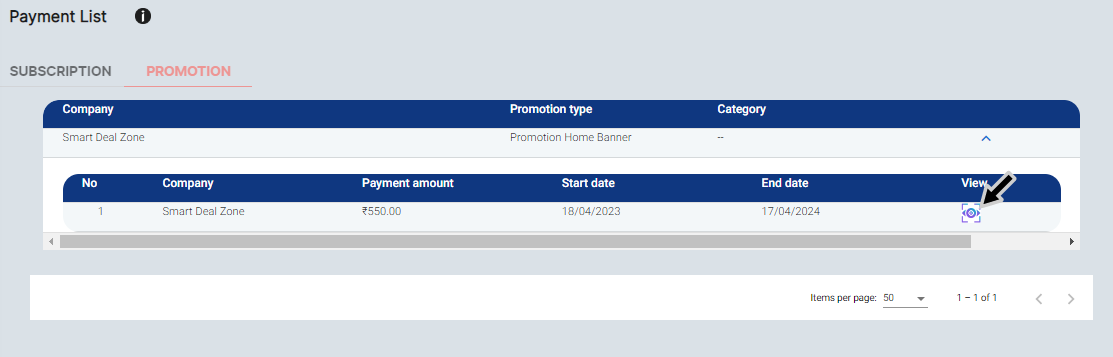 Payment List
SUBSCRIPTION PROMOTION
Company Promotion type Category
Smart Deal Zone Promotion Home Banner --
No Company Payment amount Start date End date View
1 Smart Deal Zone ₹550.00 18/04/2023 17/04/2024
Items per page: 50 1 – 1 of 1